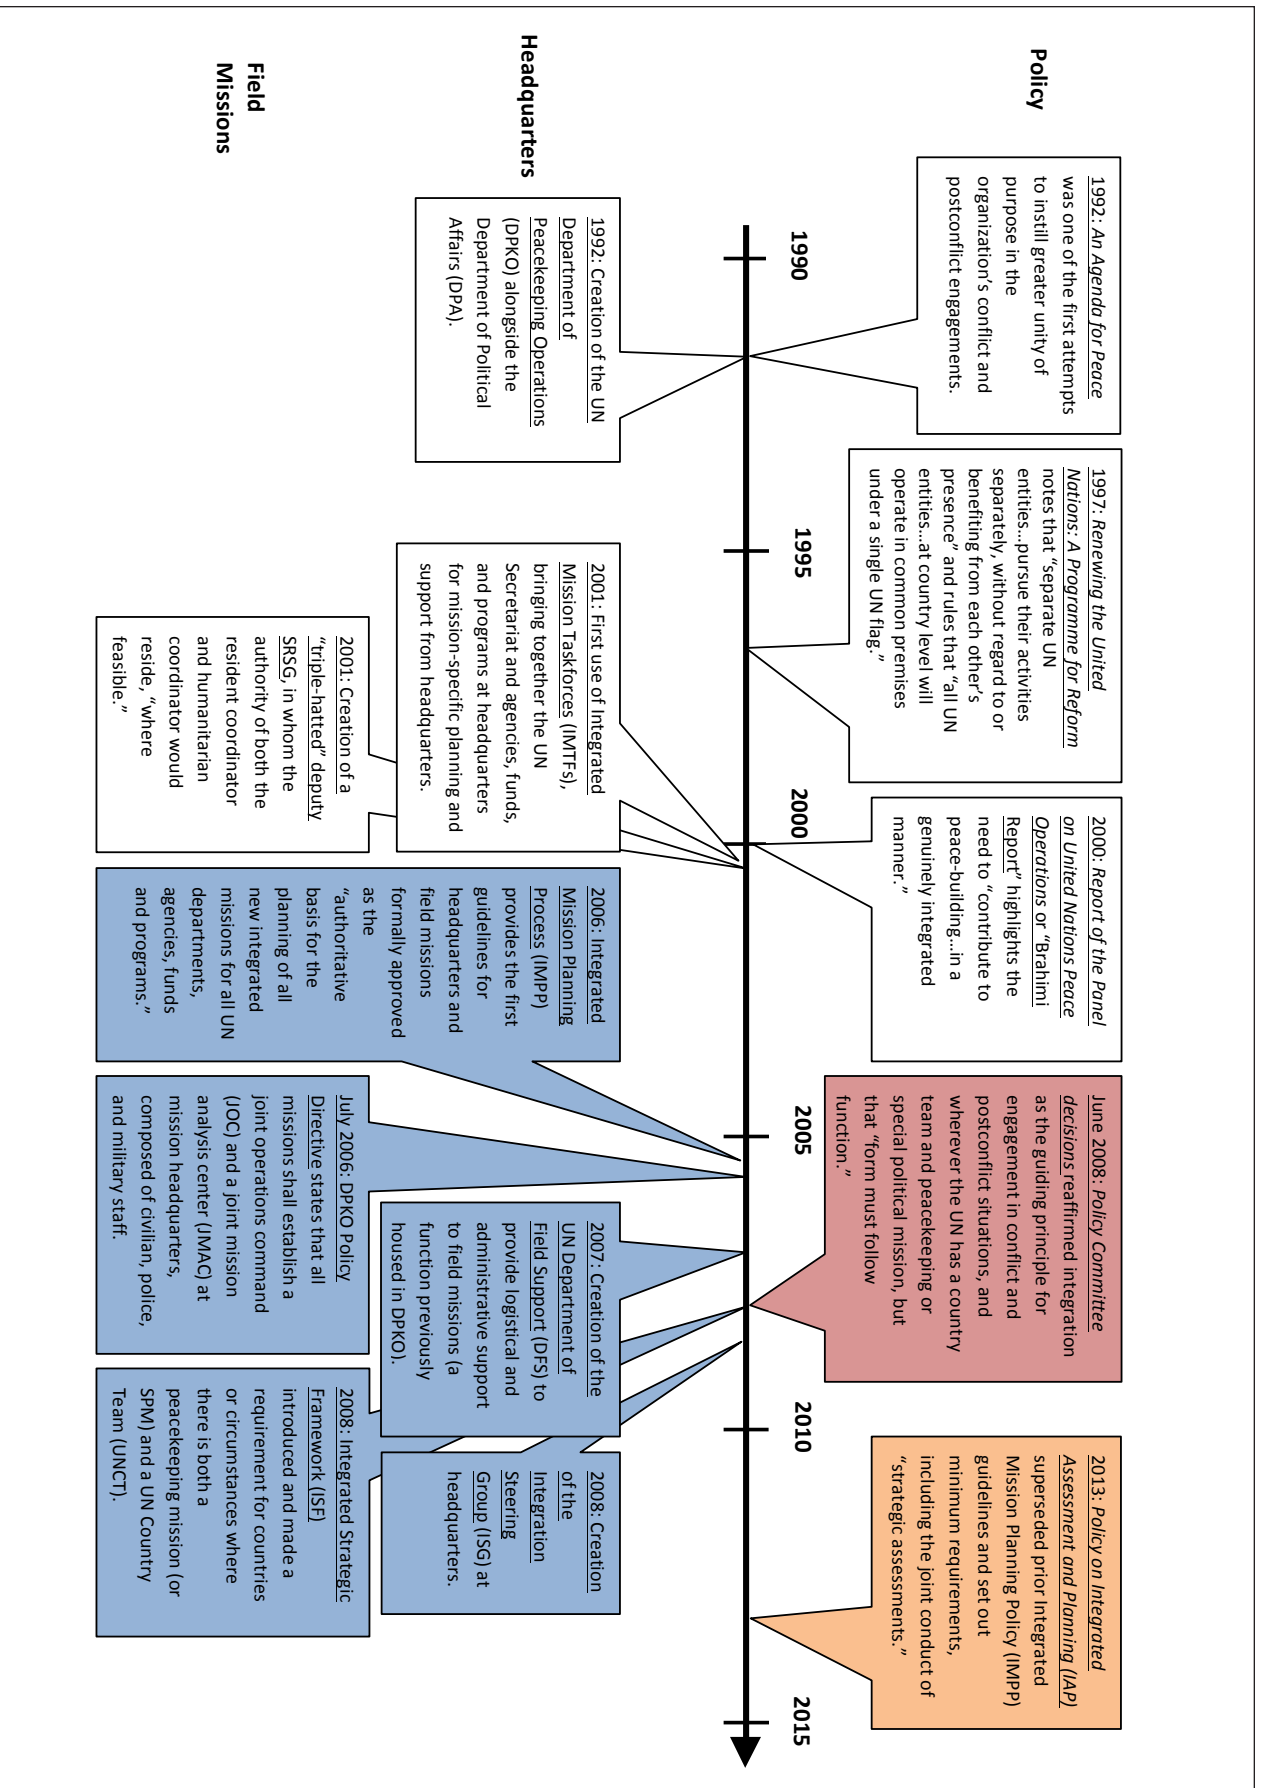 Policy
1992: An Agenda for Peace
was one of the first attempts
to instill greater unity of
purpose in the
organization’s conflict and
postconflict engagements.
1997: Renewing the United
Nations: A Programme for Reform
notes that “separate UN
entities…pursue their activities
separately, without regard to or
benefiting from each other’s
presence” and rules that “all UN
entities…at country level will
operate in common premises
under a single UN flag.”
2000: Report of the Panel
on United Nations Peace
Operations or “Brahimi
Report” highlights the
need to “contribute to
peace-building…in a
genuinely integrated
manner.”
June 2008: Policy Committee
decisions reaffirmed integration
as the guiding principle for
engagement in conflict and
postconflict situations, and
wherever the UN has a country
team and peacekeeping or
special political mission, but
that “form must follow
function.”
2013: Policy on Integrated
Assessment and Planning (IAP)
superseded prior Integrated
Mission Planning Policy (IMPP)
guidelines and set out
minimum requirements,
including the joint conduct of
“strategic assessments.”
1990
1995
2000
2005
2010
2015
Headquarters
1992: Creation of the UN
Department of
Peacekeeping Operations
(DPKO) alongside the
Department of Political
Affairs (DPA).
2001: First use of Integrated
Mission Taskforces (IMTFs),
bringing together the UN
Secretariat and agencies, funds,
and programs at headquarters
for mission-specific planning and
support from headquarters.
2006: Integrated
Mission Planning
Process (IMPP)
provides the first
guidelines for
headquarters and
field missions
formally approved
as the
“authoritative
basis for the
planning of all
new integrated
missions for all UN
departments,
agencies, funds
and programs.”
2007: Creation of the
UN Department of
Field Support (DFS) to
provide logistical and
administrative support
to field missions (a
function previously
housed in DPKO).
2008: Creation
of the
Integration
Steering
Group (ISG) at
headquarters.
Field
Missions
2001: Creation of a
“triple-hatted” deputy
SRSG, in whom the
authority of both the
resident coordinator
and humanitarian
coordinator would
reside, “where
feasible.”
July 2006: DPKO Policy
Directive states that all
missions shall establish a
joint operations command
(JOC) and a joint mission
analysis center (JMAC) at
mission headquarters,
composed of civilian, police,
and military staff.
2008: Integrated Strategic
Framework (ISF)
introduced and made a
requirement for countries
or circumstances where
there is both a
peacekeeping mission (or
SPM) and a UN Country
Team (UNCT).